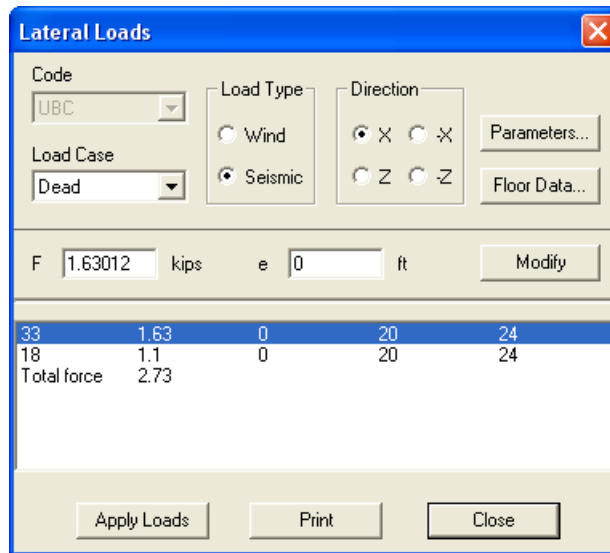 Lateral Loads
Code
UBC
Load Case
Dead
Load Type
Wind
Seismic
Direction
X -X
Z -Z
Parameters...
Floor Data...
F 1.63012 kips e 0 ft Modify
33 1.63 0 20 24
18 1.1 0 20 24
Total force 2.73
Apply Loads Print Close